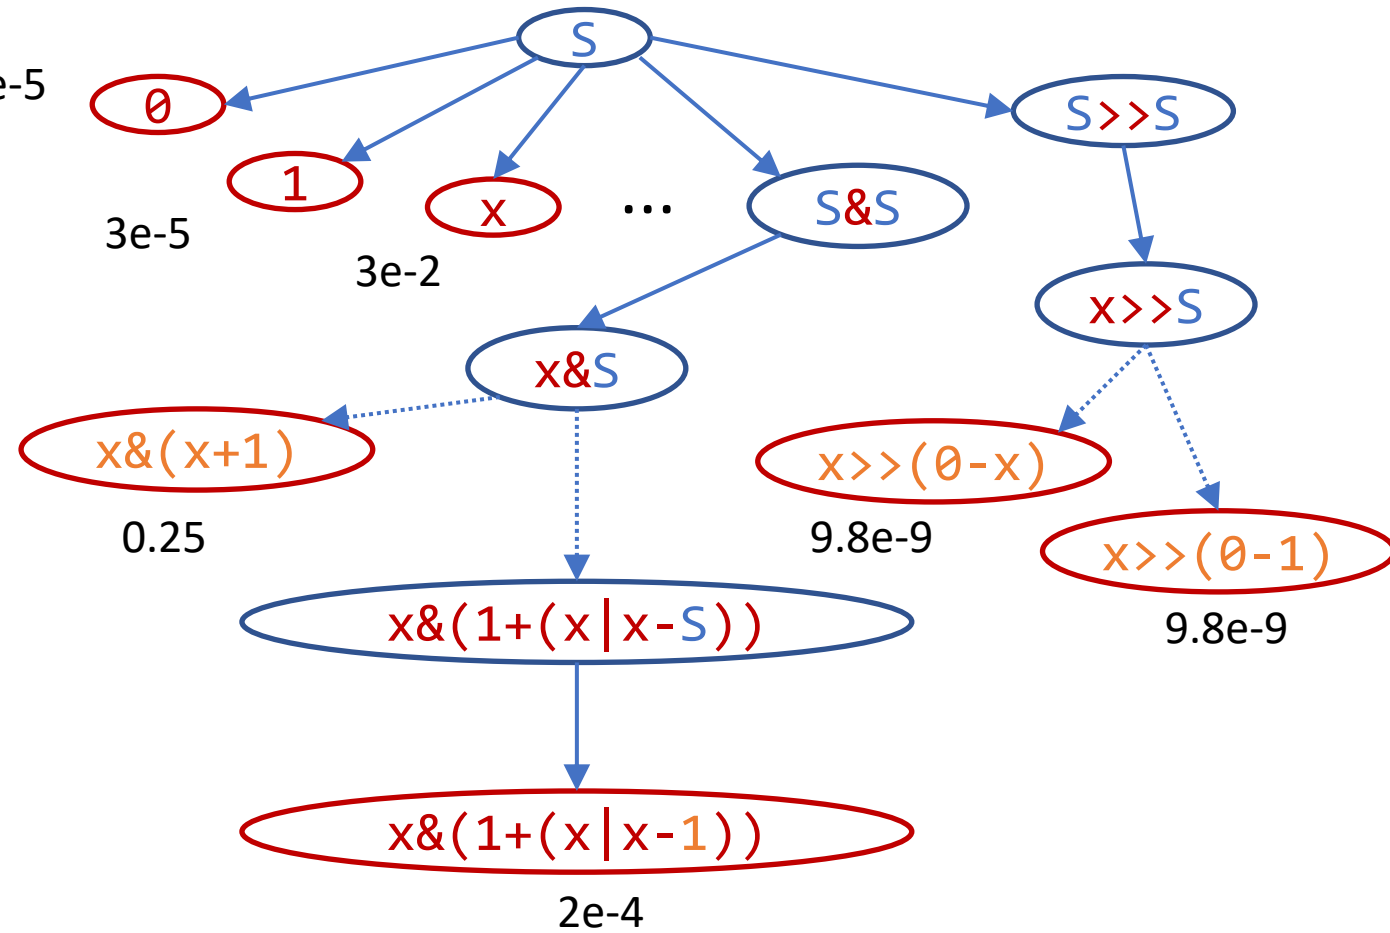 S
e-5
0
S>>S
1
x
...
S&S
3e-5
3e-2
x>>S
x&S
x&(x+1)
x>>(0-x)
0.25
9.8e-9
x>>(0-1)
x&(1+(x|x-S))
9.8e-9
x&(1+(x|x-1))
2e-4